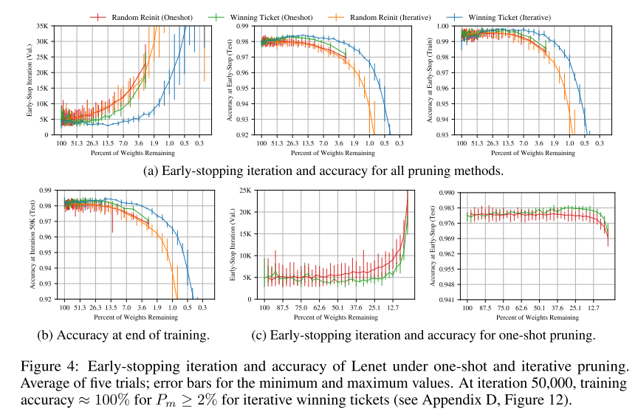 Random Reinit (Oneshot) Winning Ticket (Oneshot) Random Reinit (Iterative) Winning Ticket (Iterative)
Early-Stop Iteration (Val.)
35K
30K
25K
20K
15K
10K
5K
0
100 51.3 26.3 13.5 7.0 3.6 1.9 1.0 0.5 0.3
Percent of Weights Remaining
Accuracy at Early-Stop (Test)
0.99
0.98
0.97
0.96
0.95
0.94
0.93
0.92
100 51.3 26.3 13.5 7.0 3.6 1.9 1.0 0.5 0.3
Percent of Weights Remaining
Accuracy at Early-Stop (Train)
1.00
0.99
0.98
0.97
0.96
0.95
0.94
0.93
100 51.3 26.3 13.5 7.0 3.6 1.9 1.0 0.5 0.3
Percent of Weights Remaining
(a) Early-stopping iteration and accuracy for all pruning methods.
Accuracy at Iteration 50K (Test)
0.99
0.98
0.97
0.96
0.95
0.94
0.93
0.92
100 51.3 26.3 13.5 7.0 3.6 1.9 1.0 0.5 0.3
Percent of Weights Remaining
Early-Stop Iteration (Val.)
25K
20K
15K
10K
5K
0
100 87.5 75.1 62.6 50.1 37.6 25.1 12.7
Percent of Weights Remaining
Accuracy at Early-Stop (Test)
0.990
0.983
0.976
0.969
0.962
0.955
0.948
0.941
100 87.5 75.1 62.6 50.1 37.6 25.1 12.7
Percent of Weights Remaining
(b) Accuracy at end of training.
(c) Early-stopping iteration and accuracy for one-shot pruning.
Figure 4: Early-stopping iteration and accuracy of Lenet under one-shot and iterative pruning.
Average of five trials; error bars for the minimum and maximum values. At iteration 50,000, training
accuracy ≈ 100% for Pm ≥ 2% for iterative winning tickets (see Appendix D, Figure 12).